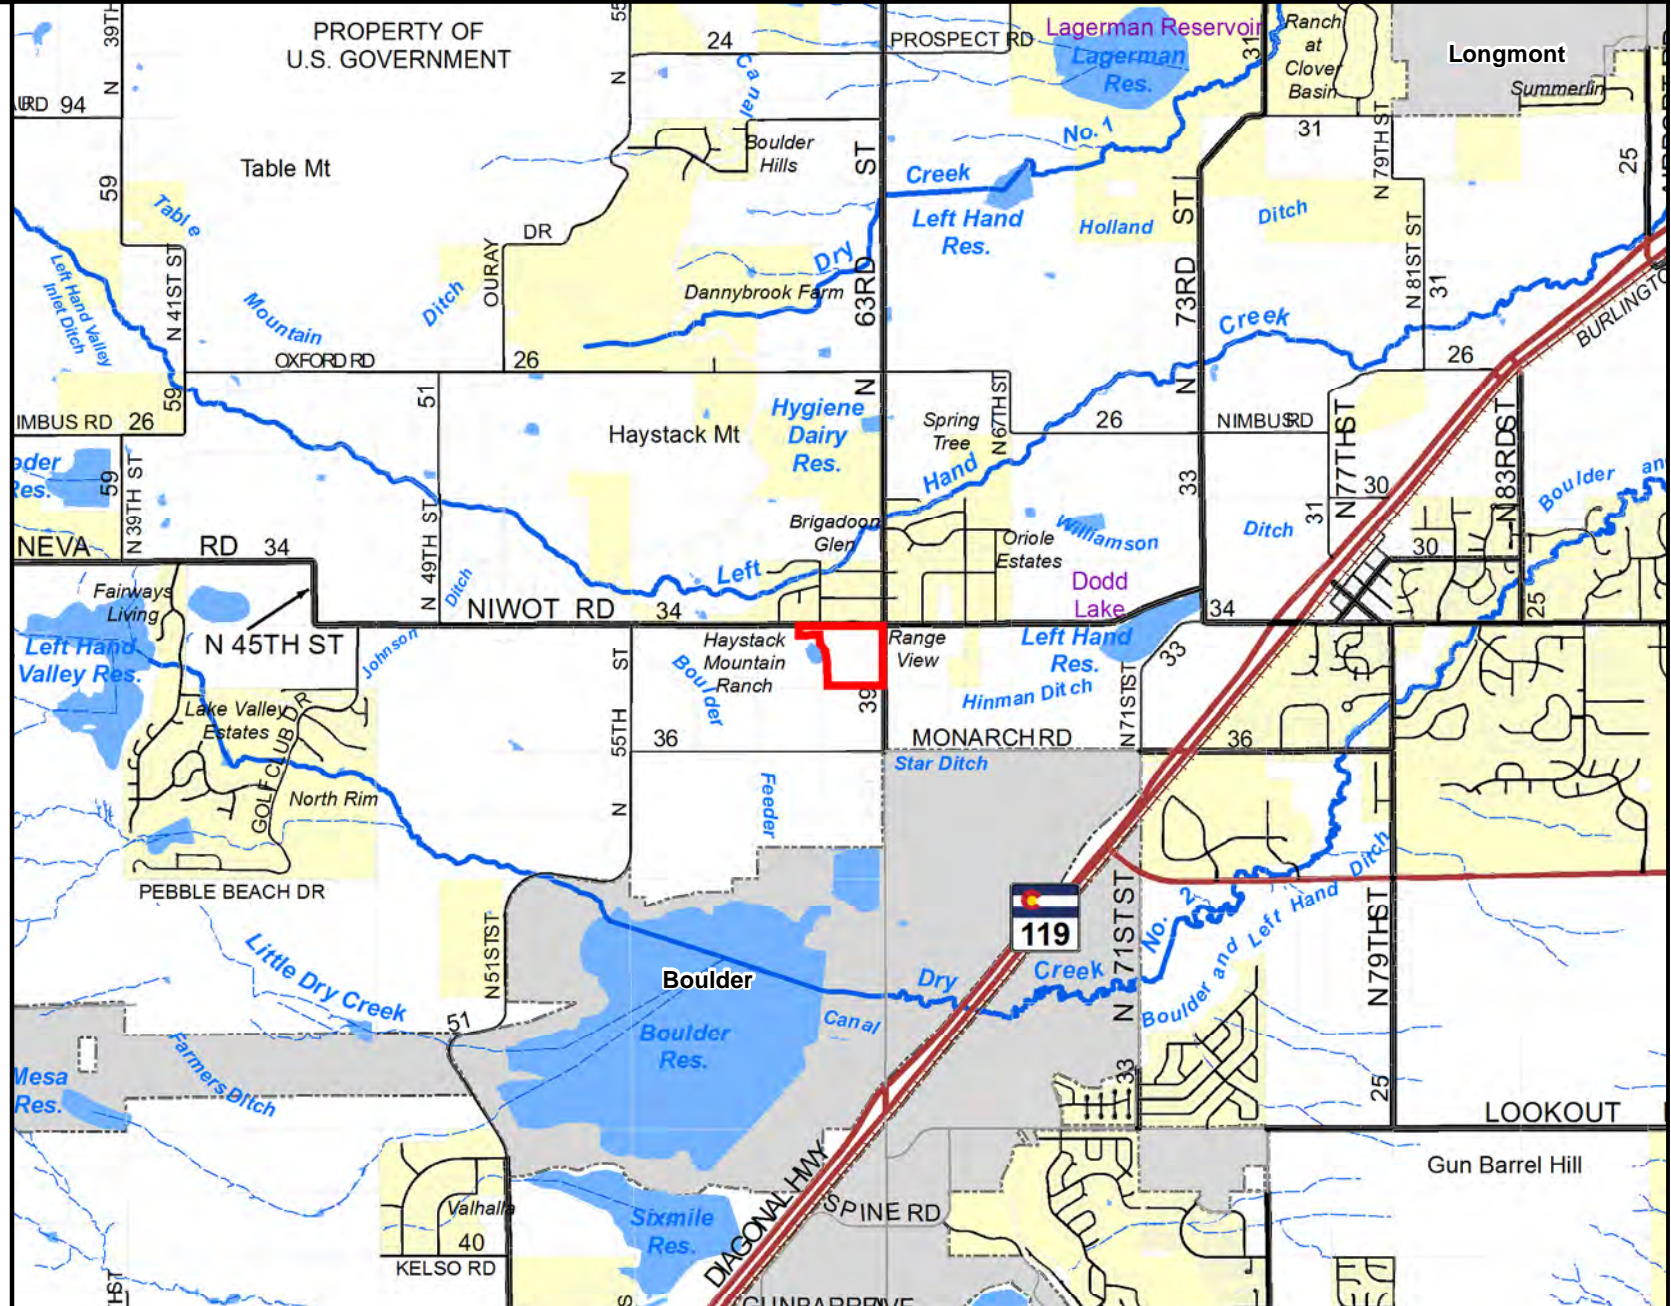 39TH
N
PROPERTY OF
U.S. GOVERNMENT
55
N
24
Canal
PROSPECT RD
Lagerman Reservoir
Lagerman
Res.
31
Ranch
at
Clover
Basin
Longmont
Summerlin
RD 94
Table Mt
Boulder
Hills
ST
No. 1
31
N 79TH ST
25
AIRPORT RD
59
Table
Creek
Left Hand
Res.
Holland
ST
Ditch
DR
OURAY
Dry
Left Hand Valley
Inlet Ditch
N 41ST ST
Mountain
Ditch
Dannybrook Farm
63RD
73RD
N 81ST ST
31
Creek
BURLINGTO
OXFORD RD
26
26
59
51
N
N
IMBUS RD 26
Haystack Mt
Hygiene
Dairy
Res.
Spring
Tree
N 67TH ST
26
NIMBUS RD
N 77TH ST
N 83RD ST
oder
Res.
59
N 39TH ST
Hand
33
30
31
Boulder an
NEVA RD 34
N 49TH ST
Brigadoon
Glen
Oriole
Estates
Williamson
Ditch
30
Fairways
Living
Ditch
Left
Dodd
Lake
25
NIWOT RD 34
34
N 45TH ST
Left Hand
Valley Res.
Johnson
Haystack
Mountain
Ranch
Range
View
Left Hand
Res.
33
ST
Boulder
39
Hinman Ditch
N 71ST ST
Lake Valley
Estates
GOLF CLUB DR
55TH
36
MONARCH RD
36
Star Ditch
North Rim
N
Feeder
PEBBLE BEACH DR
119
N 71ST ST
No. 2
Boulder and Left Hand Ditch
N 79TH ST
Little Dry Creek
N 51ST ST
Boulder
Dry
Creek
51
Boulder
Res.
Canal
Farmers Ditch
Mesa
Res.
33
25
LOOKOUT
Gun Barrel Hill
Valhalla
40
KELSO RD
Sixmile
Res.
DIAGONAL HWY
SPINE RD